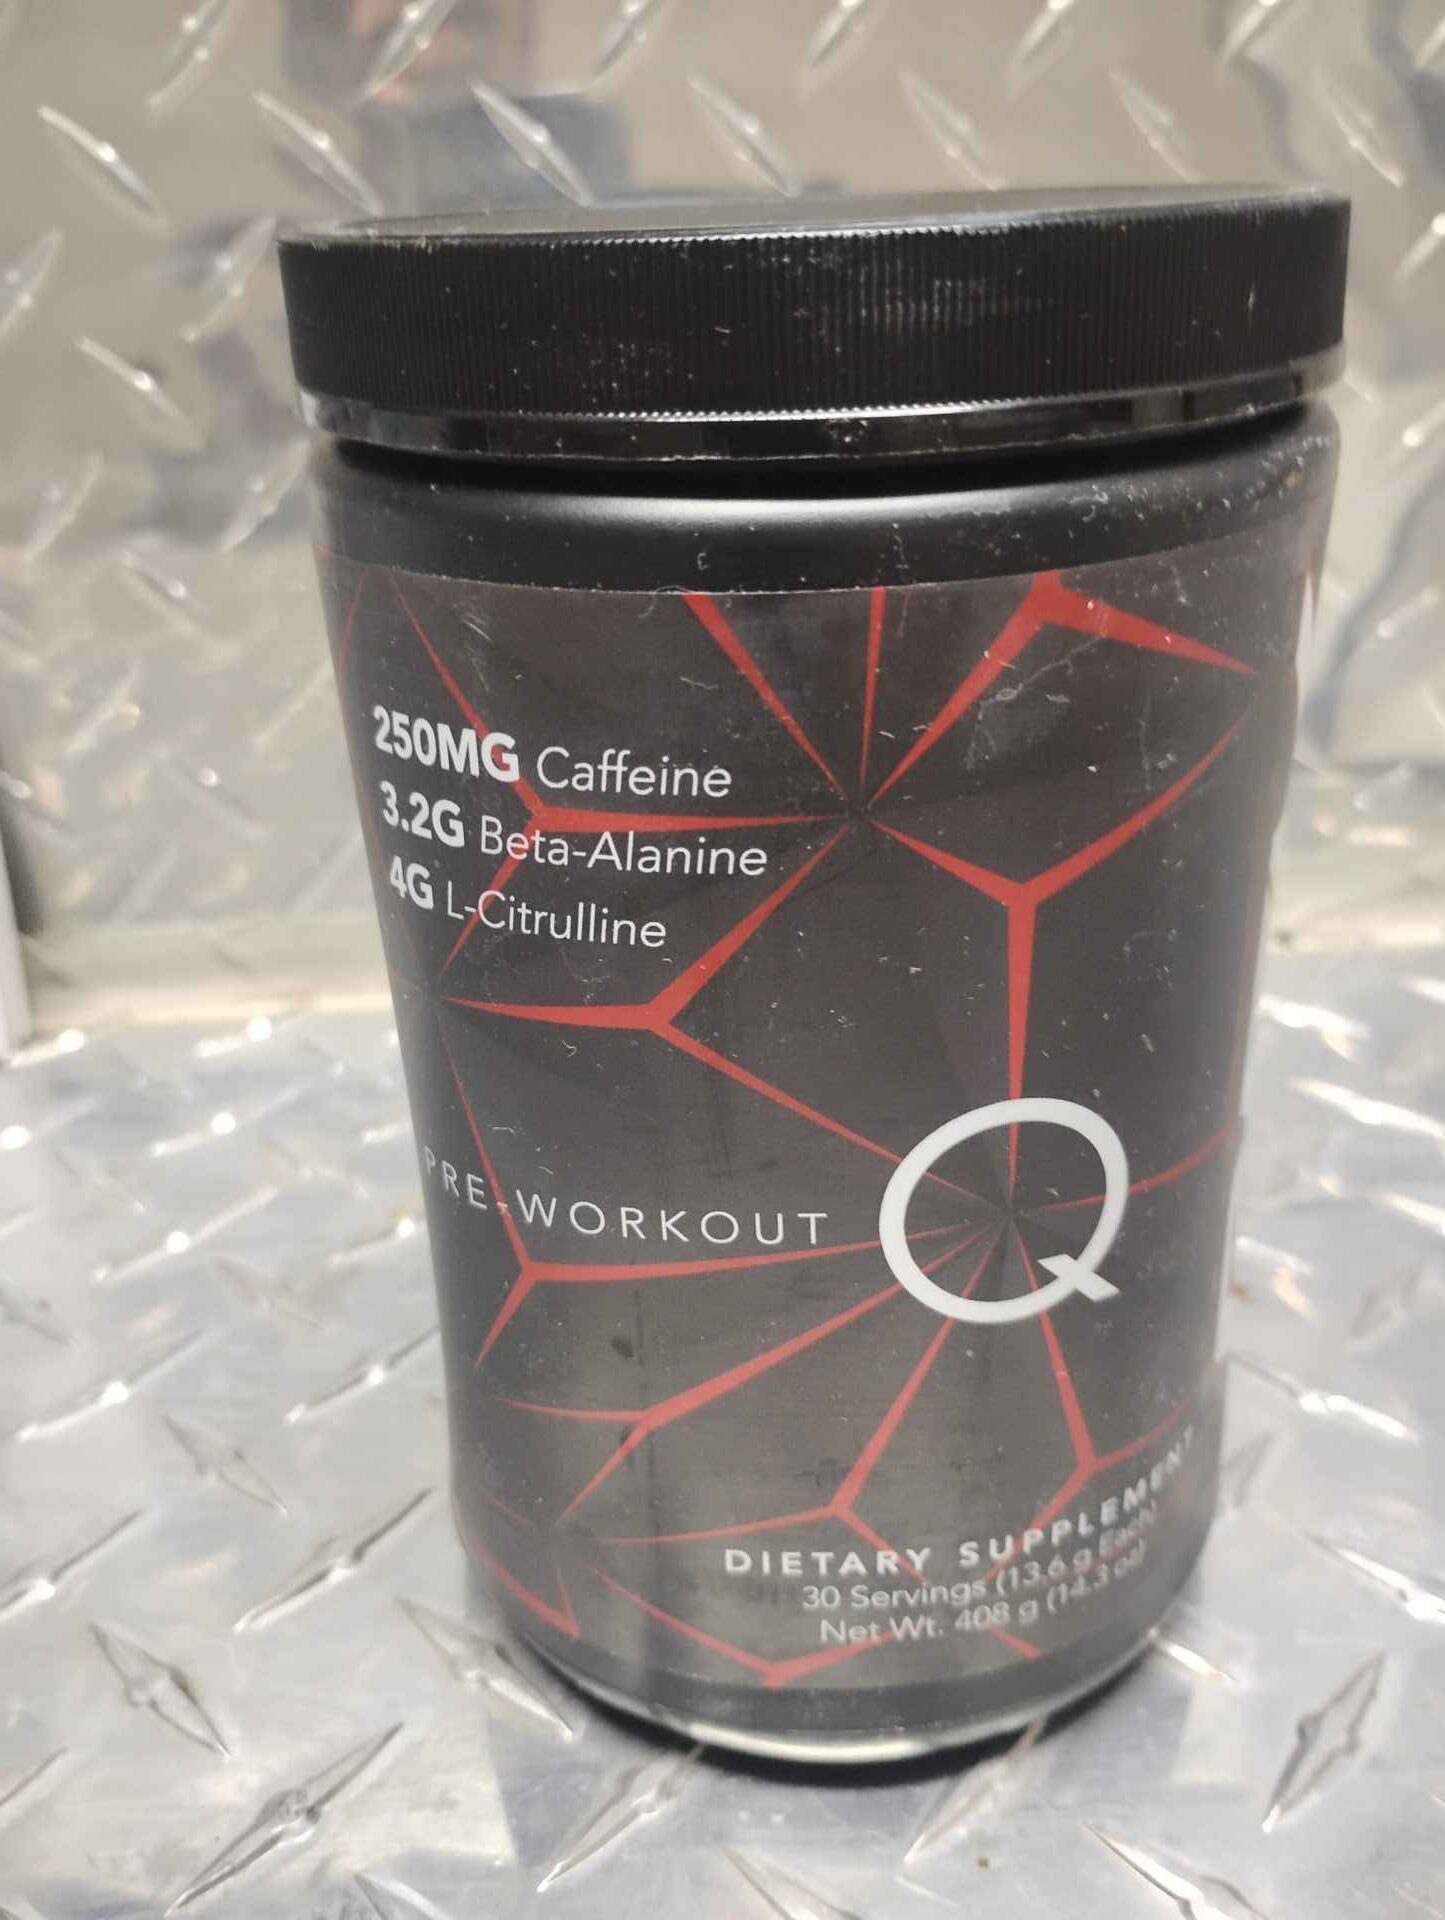 250MG Caffeine
3.2G Beta-Alanine
4G L-Citrulline
PRE-WORKOUT
Q
DIETARY SUPPLEMENT
30 Servings (13.6 g Each)
Net Wt. 408 g (14.3 oz)